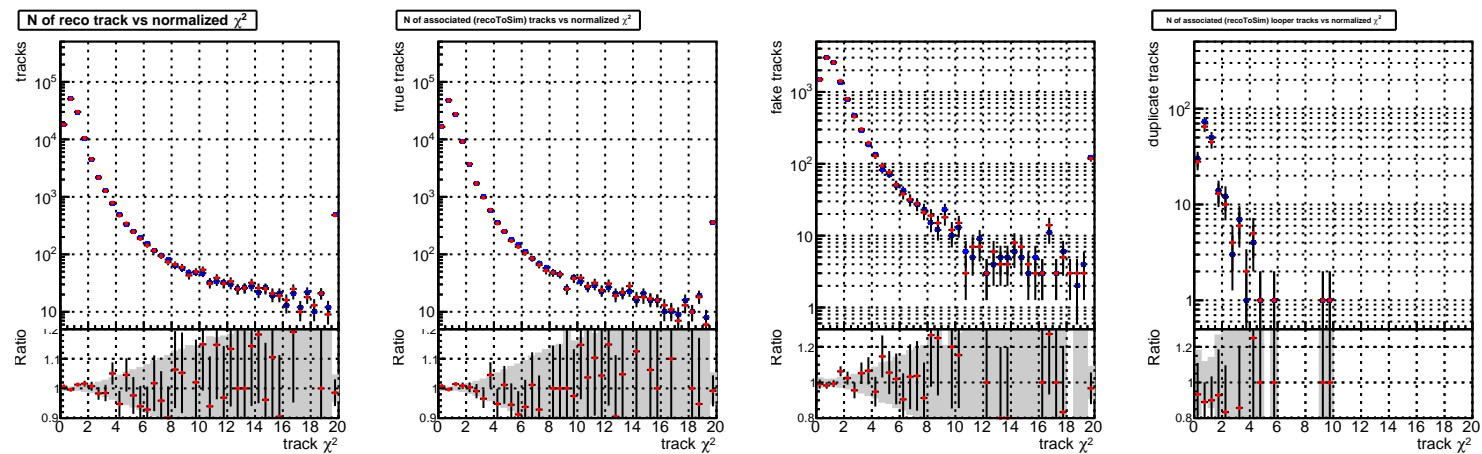 N of reco track vs normalized χ²
tracks
10⁵
10⁴
10³
10²
10
Ratio
1.2
1.1
1
0.9
0 2 4 6 8 10 12 14 16 18 20
track χ²
N of associated (recoToSim) tracks vs normalized χ²
true tracks
10⁵
10⁴
10³
10²
10
Ratio
1.2
1.1
1
0.9
0 2 4 6 8 10 12 14 16 18 20
track χ²
fake tracks
10³
10²
10
1
Ratio
1.2
1
0.8
0 2 4 6 8 10 12 14 16 18 20
track χ²
N of associated (recoToSim) looper tracks vs normalized χ²
duplicate tracks
10²
10
1
Ratio
1.2
1
0.8
0 2 4 6 8 10 12 14 16 18 20
track χ²